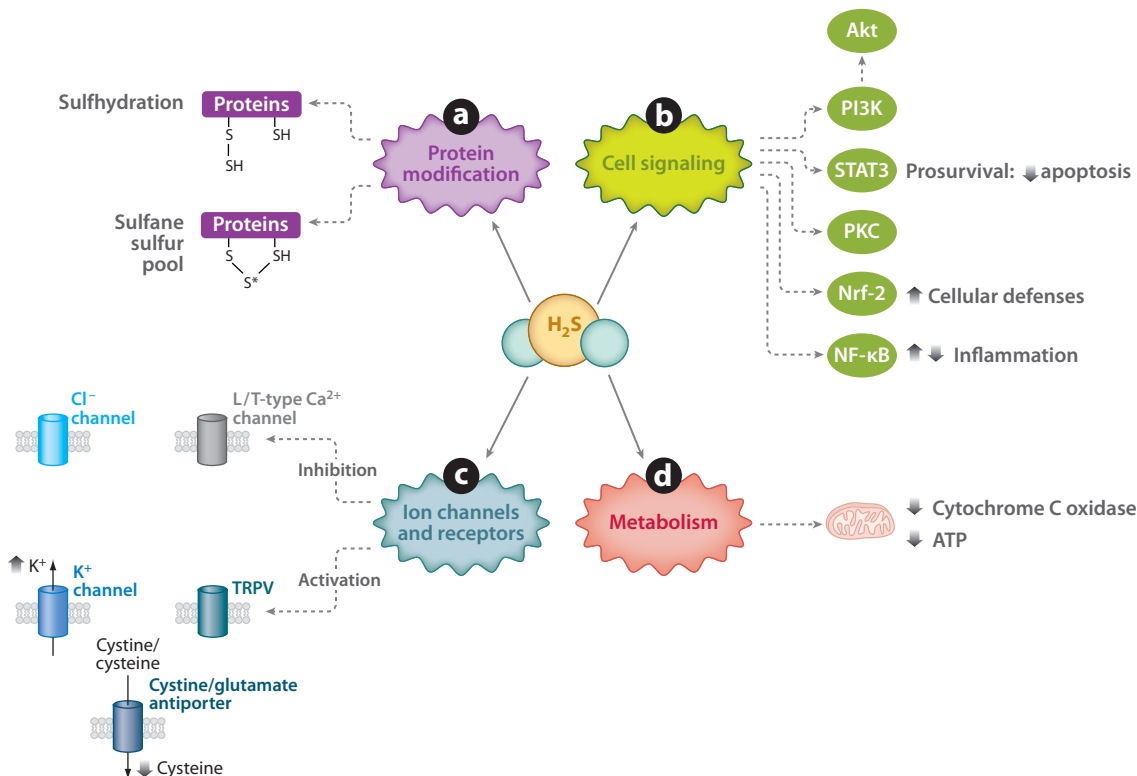 Akt
a
b
Sulfhydration
Proteins
S
SH
SH
Protein
modification
Cell signaling
PI3K
STAT3
Prosurvival: apoptosis
PKC
Nrf-2
Cellular defenses
NF-κB
Inflammation
Sulfane
sulfur
pool
Proteins
S
SH
S*
H₂S
Cl⁻
channel
L/T-type Ca²⁺
channel
Inhibition
c
d
Ion channels
and receptors
Metabolism
Cytochrome C oxidase
ATP
K⁺
K⁺
channel
TRPV
Activation
Cystine/
cysteine
Cystine/glutamate
antiporter
Cysteine